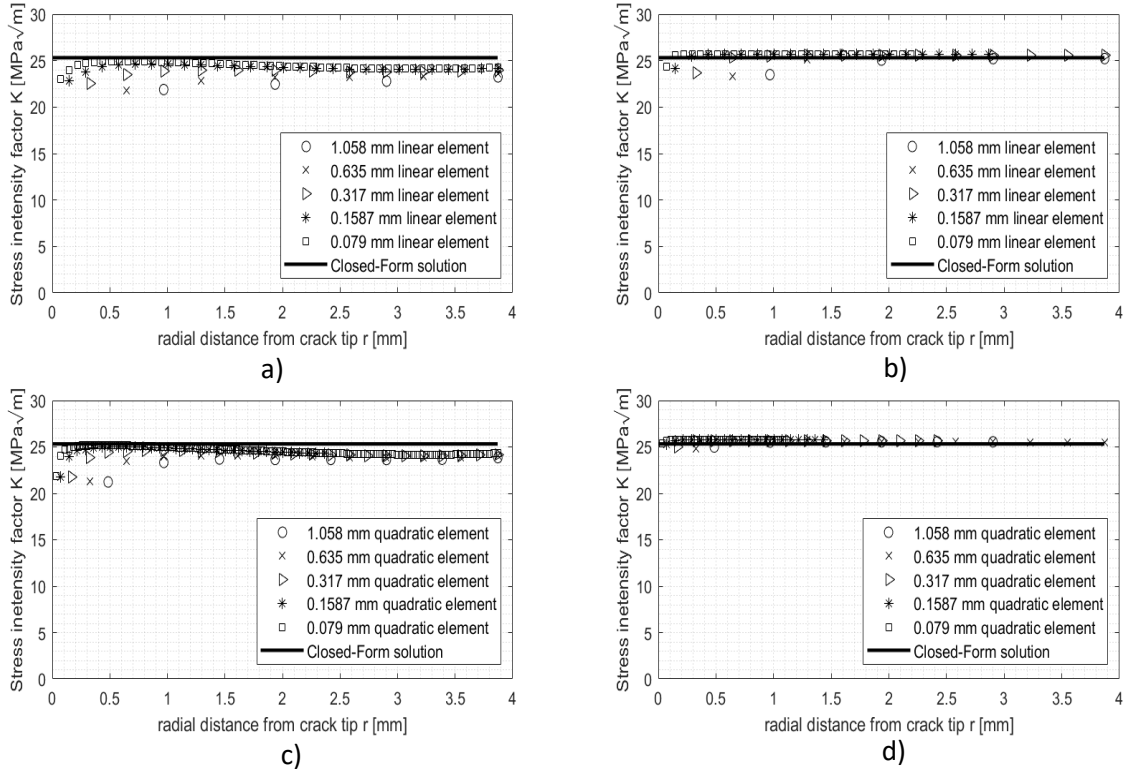 Stress inetensity factor K [MPa√m]
30
25
20
15
10
5
0
1.058 mm linear element
0.635 mm linear element
0.317 mm linear element
0.1587 mm linear element
0.079 mm linear element
Closed-Form solution
0 0.5 1 1.5 2 2.5 3 3.5 4
radial distance from crack tip r [mm]
a)
Stress inetensity factor K [MPa√m]
30
25
20
15
10
5
0
1.058 mm linear element
0.635 mm linear element
0.317 mm linear element
0.1587 mm linear element
0.079 mm linear element
Closed-Form solution
0 0.5 1 1.5 2 2.5 3 3.5 4
radial distance from crack tip r [mm]
b)
Stress inetensity factor K [MPa√m]
30
25
20
15
10
5
0
1.058 mm quadratic element
0.635 mm quadratic element
0.317 mm quadratic element
0.1587 mm quadratic element
0.079 mm quadratic element
Closed-Form solution
0 0.5 1 1.5 2 2.5 3 3.5 4
radial distance from crack tip r [mm]
c)
Stress inetensity factor K [MPa√m]
30
25
20
15
10
5
0
1.058 mm quadratic element
0.635 mm quadratic element
0.317 mm quadratic element
0.1587 mm quadratic element
0.079 mm quadratic element
Closed-Form solution
0 0.5 1 1.5 2 2.5 3 3.5 4
radial distance from crack tip r [mm]
d)